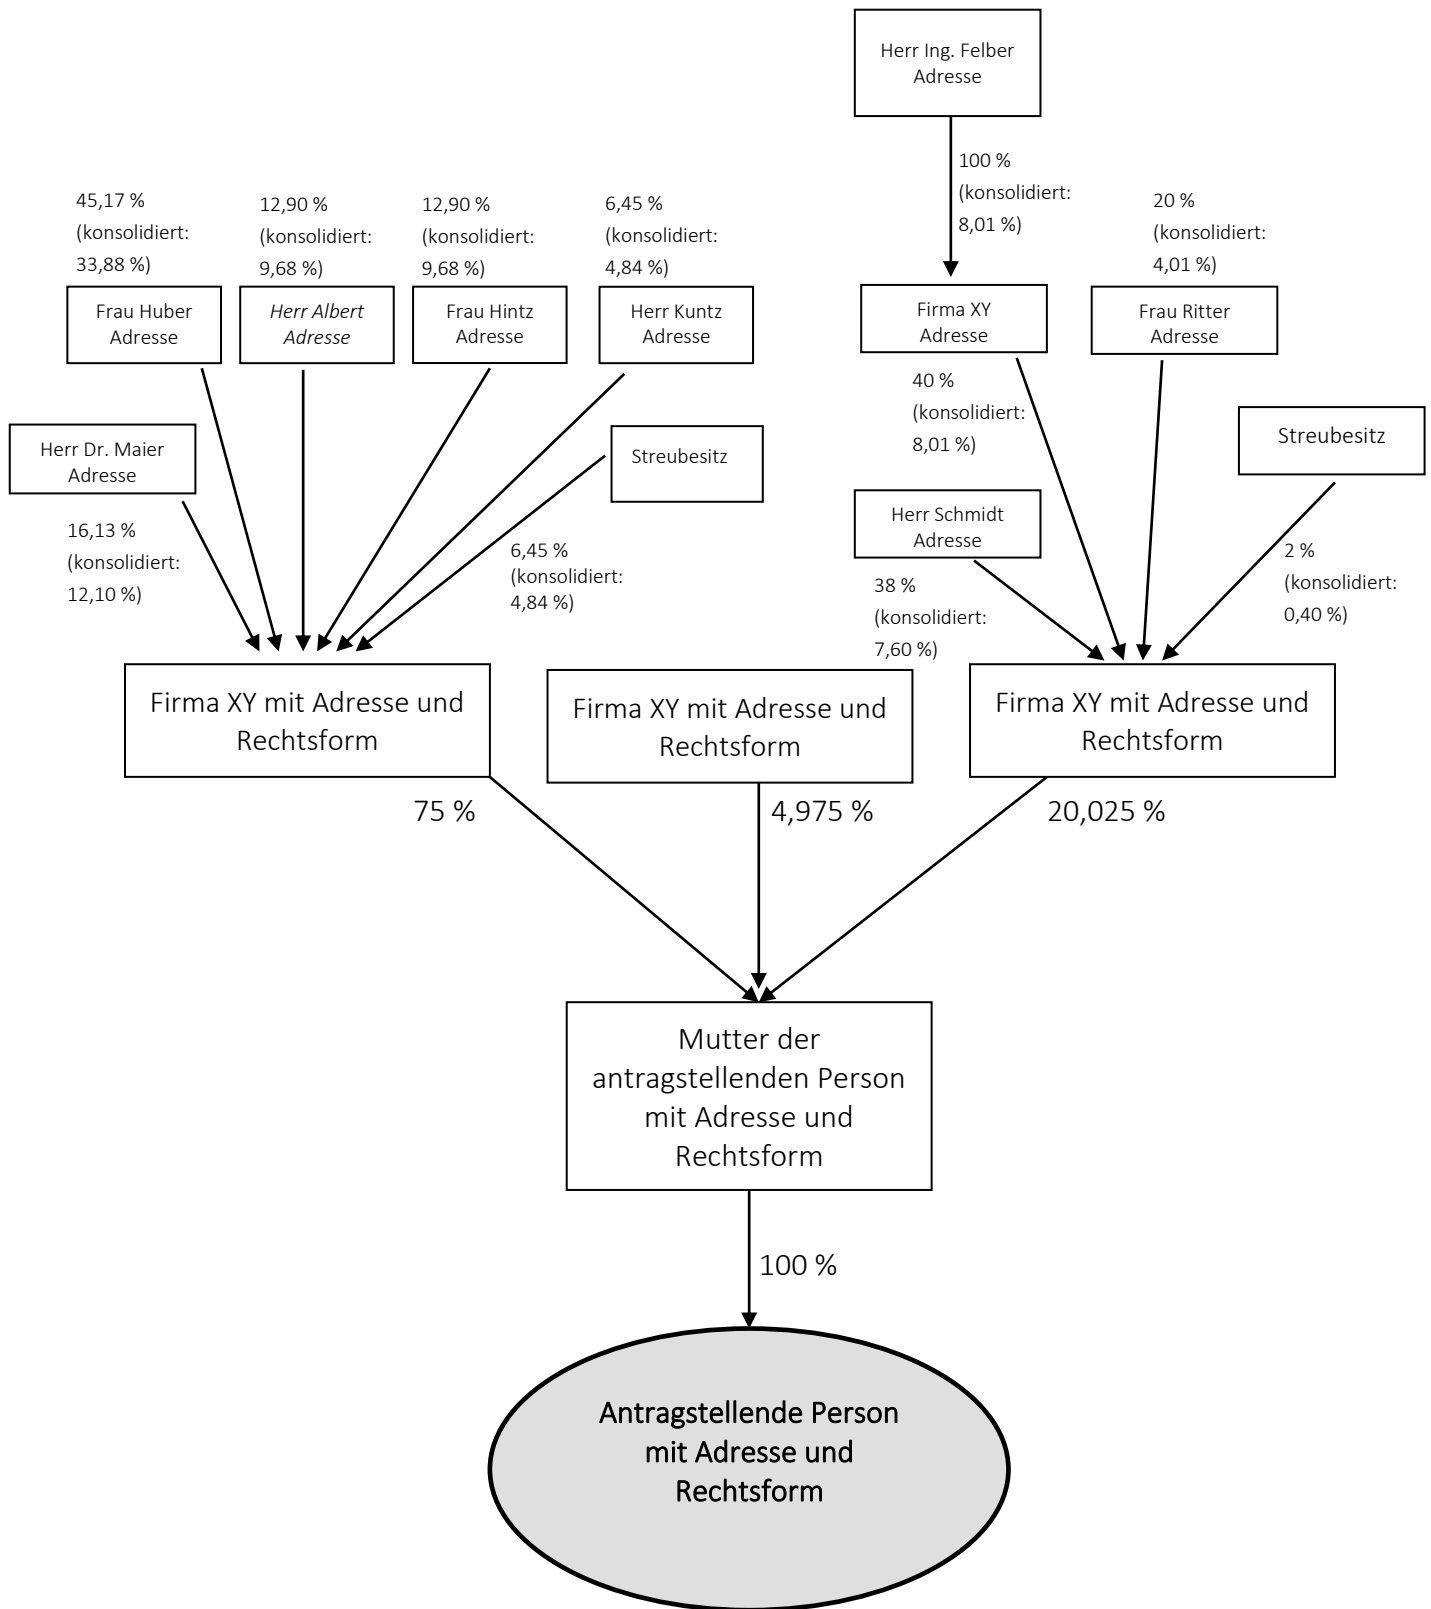 Herr Ing. Felber
Adresse
100 %
(konsolidiert:
8,01 %)
45,17 %
(konsolidiert:
33,88 %)
12,90 %
(konsolidiert:
9,68 %)
12,90 %
(konsolidiert:
9,68 %)
6,45 %
(konsolidiert:
4,84 %)
20 %
(konsolidiert:
4,01 %)
Frau Huber
Adresse
Herr Albert
Adresse
Frau Hintz
Adresse
Herr Kuntz
Adresse
Firma XY
Adresse
Frau Ritter
Adresse
40 %
(konsolidiert:
8,01 %)
Herr Dr. Maier
Adresse
Streubesitz
Streubesitz
16,13 %
(konsolidiert:
12,10 %)
6,45 %
(konsolidiert:
4,84 %)
Herr Schmidt
Adresse
38 %
(konsolidiert:
7,60 %)
2 %
(konsolidiert:
0,40 %)
Firma XY mit Adresse und
Rechtsform
Firma XY mit Adresse und
Rechtsform
Firma XY mit Adresse und
Rechtsform
75 %
4,975 %
20,025 %
Mutter der
antragstellenden Person
mit Adresse und
Rechtsform
100 %
Antragstellende Person
mit Adresse und
Rechtsform